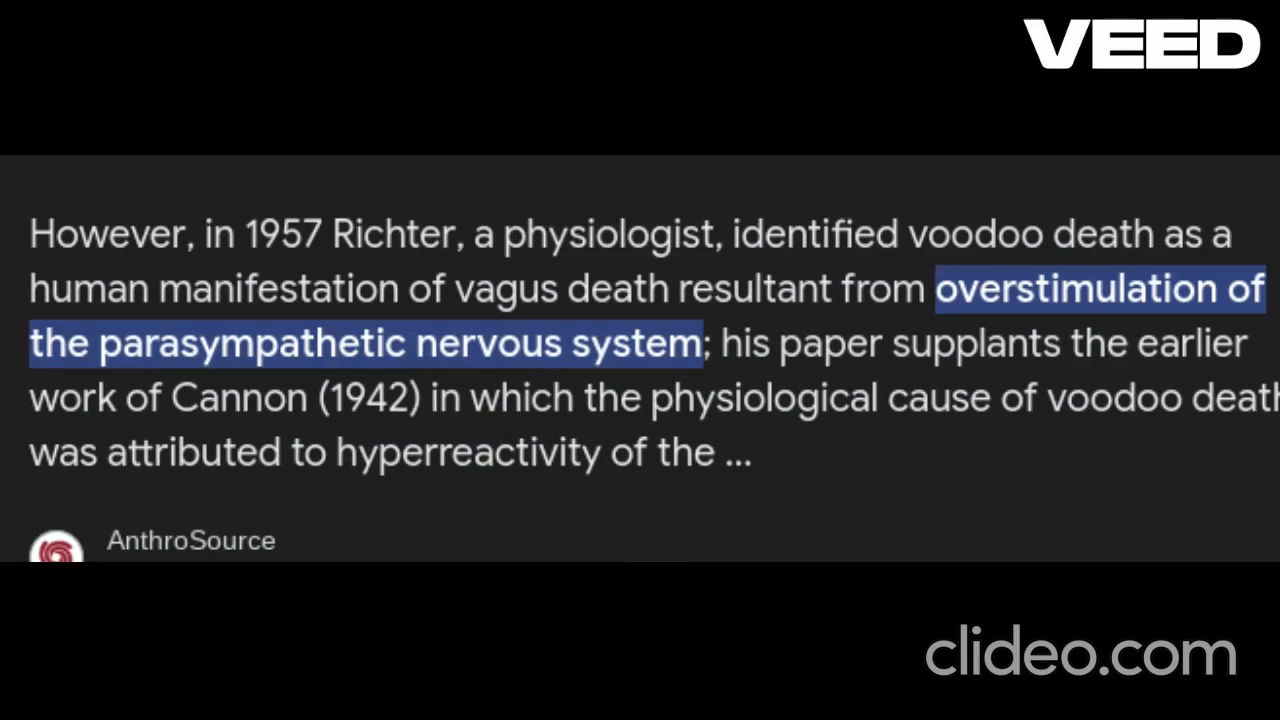 VEED
However, in 1957 Richter, a physiologist, identified voodoo death as a
human manifestation of vagus death resultant from overstimulation of
the parasympathetic nervous system; his paper supplants the earlier
work of Cannon (1942) in which the physiological cause of voodoo death
was attributed to hyperreactivity of the ...
AnthroSource
clideo.com